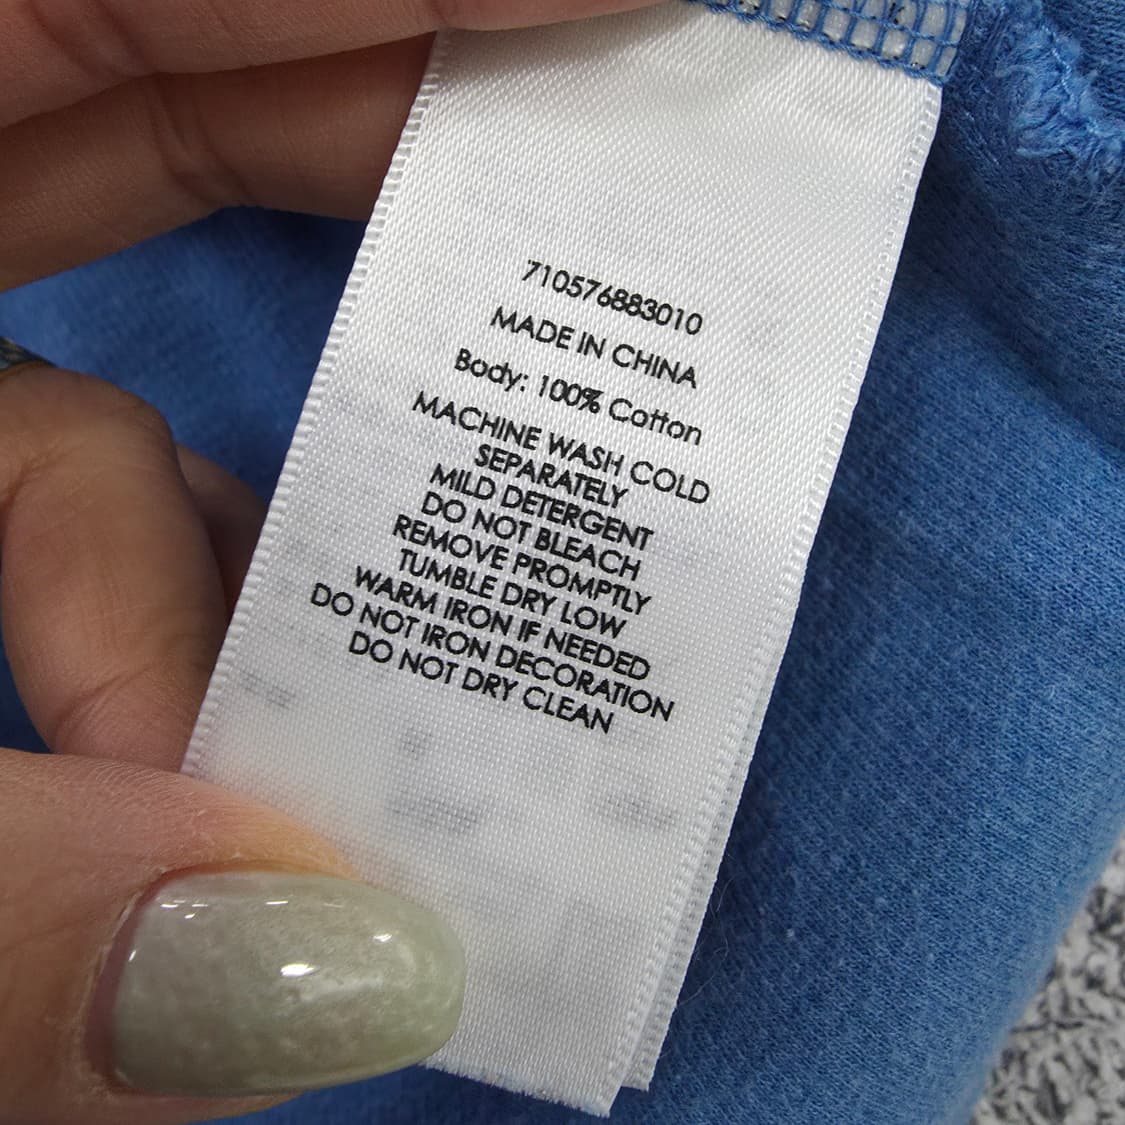 710576883010
MADE IN CHINA
Body: 100% Cotton
MACHINE WASH COLD
SEPARATELY
MILD DETERGENT
DO NOT BLEACH
REMOVE PROMPTLY
TUMBLE DRY LOW
WARM IRON IF NEEDED
DO NOT IRON DECORATION
DO NOT DRY CLEAN